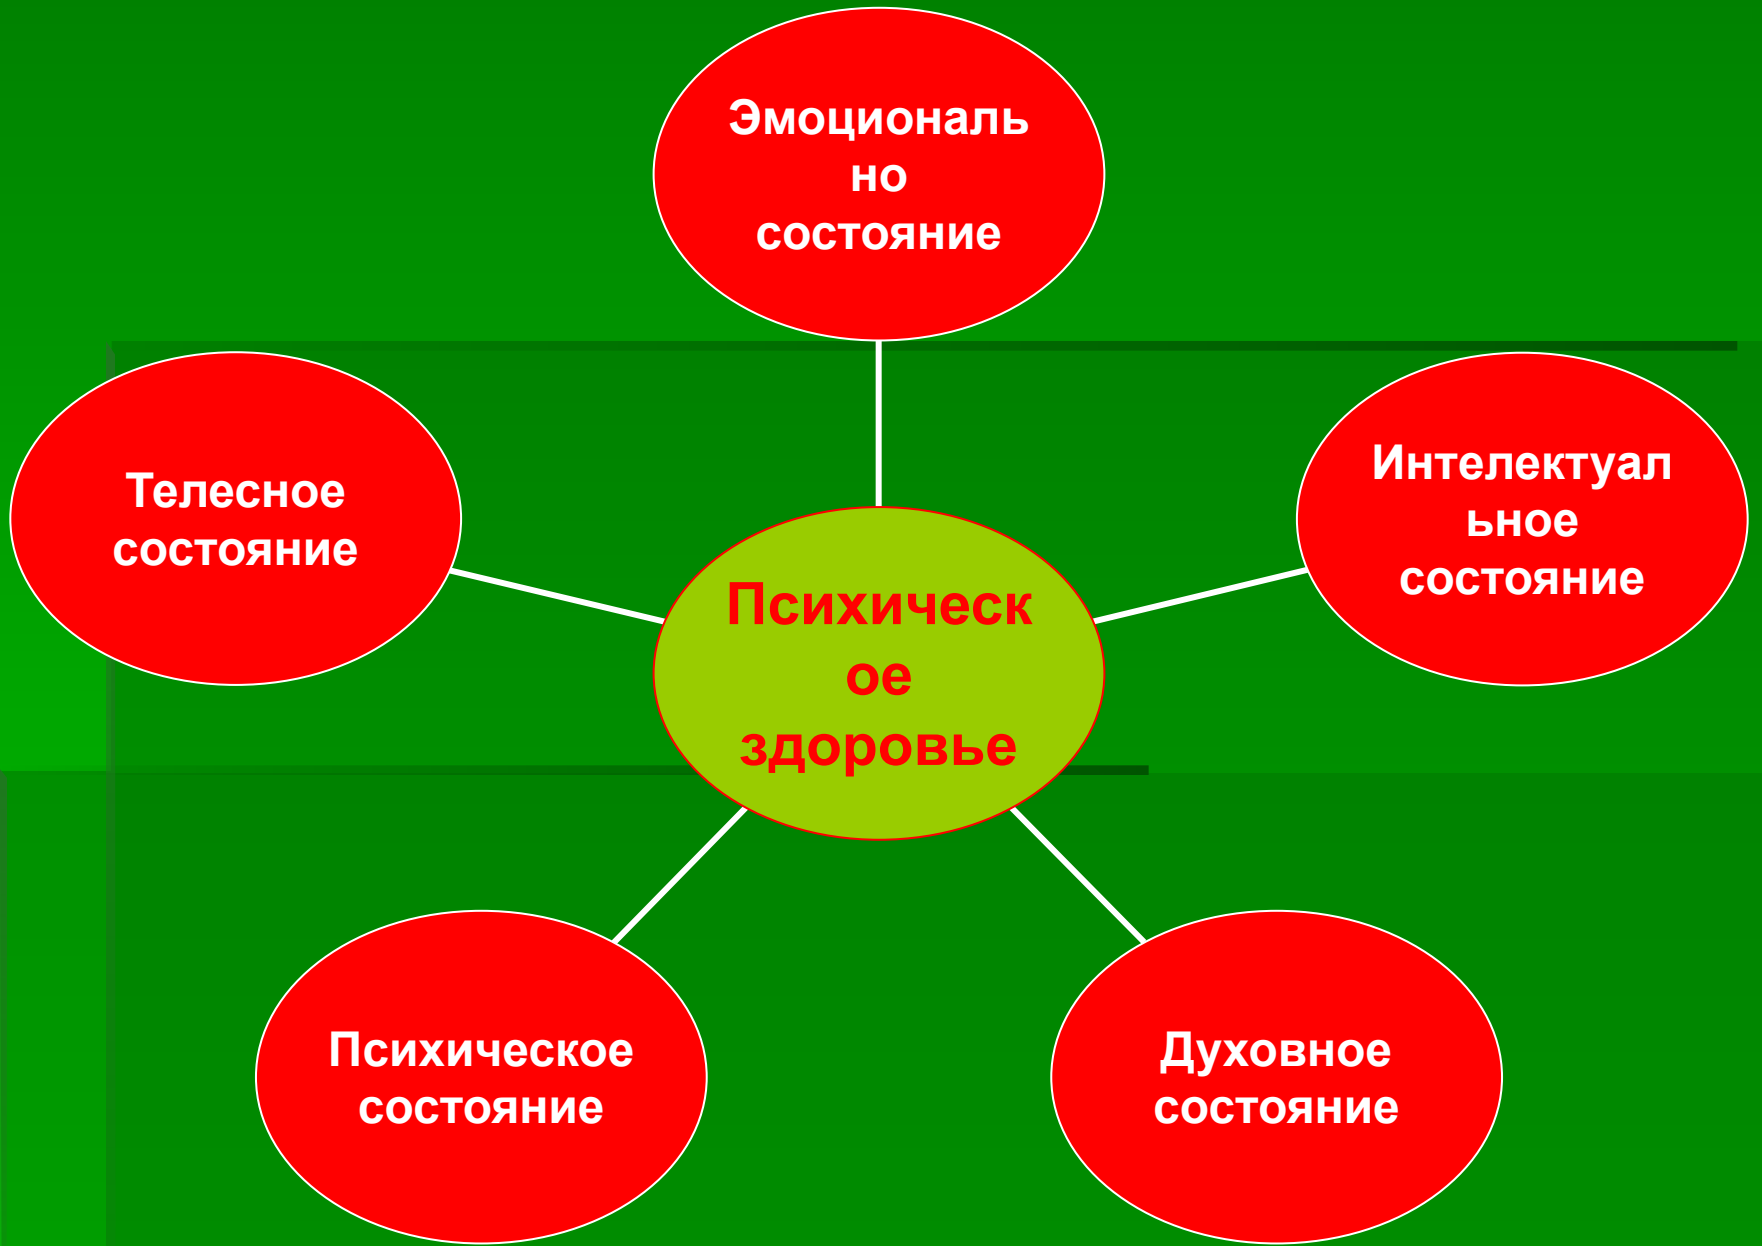 Эмоциональ
но
состояние
Телесное
состояние
Интелектуал
ьное
состояние
Психическ
ое
здоровье
Психическое
состояние
Духовное
состояние